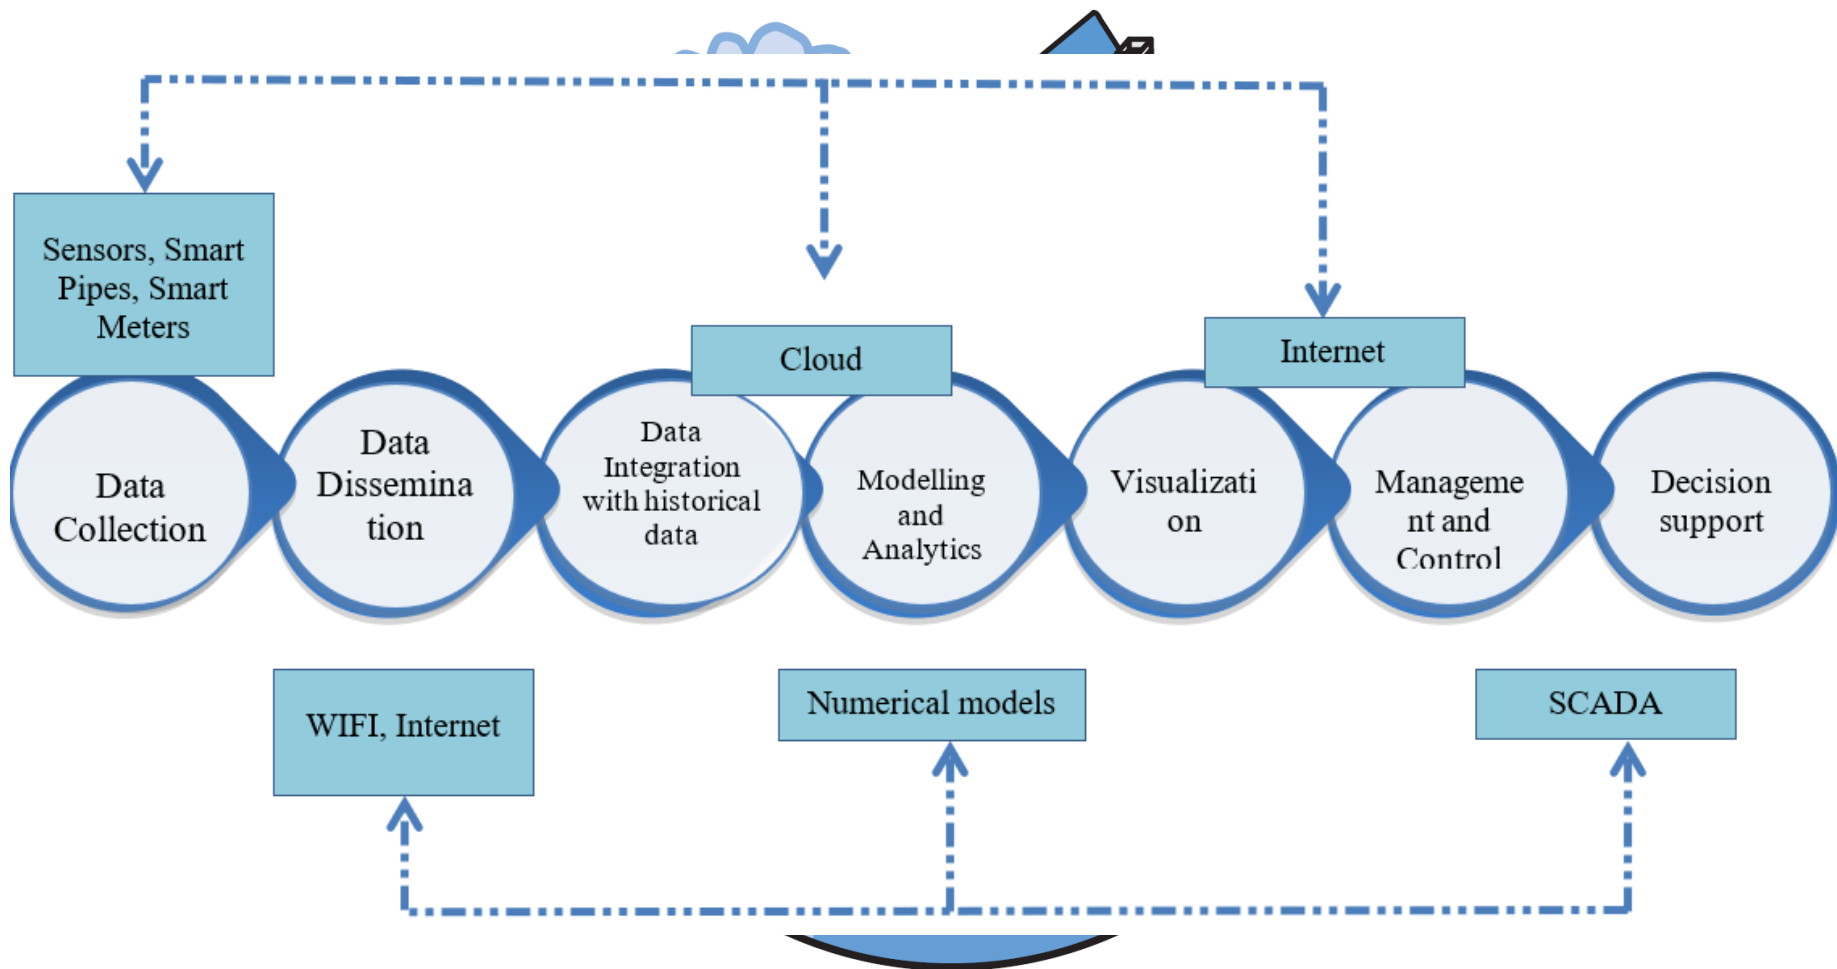 Sensors, Smart
Pipes, Smart
Meters
Cloud
Internet
Data
Collection
Data
Dissemina
tion
Data
Integration
with historical
data
Modelling
and
Analytics
Visualizati
on
Manageme
nt and
Control
Decision
support
WIFI, Internet
Numerical models
SCADA